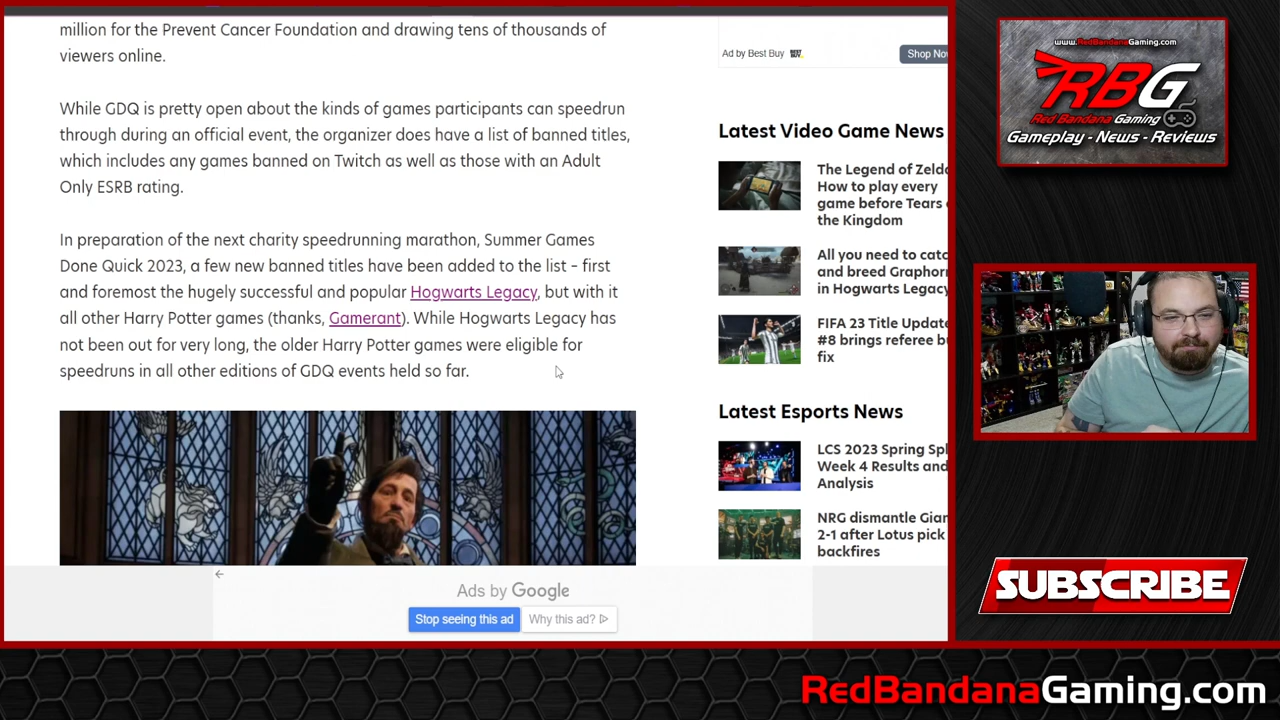 million for the Prevent Cancer Foundation and drawing tens of thousands of
viewers online.
While GDQ is pretty open about the kinds of games participants can speedrun
through during an official event, the organizer does have a list of banned titles,
which includes any games banned on Twitch as well as those with an Adult
Only ESRB rating.
In preparation of the next charity speedrunning marathon, Summer Games
Done Quick 2023, a few new banned titles have been added to the list – first
and foremost the hugely successful and popular Hogwarts Legacy, but with it
all other Harry Potter games (thanks, Gamerant). While Hogwarts Legacy has
not been out for very long, the older Harry Potter games were eligible for
speedruns in all other editions of GDQ events held so far.
Ads by Google
Stop seeing this ad
Why this ad?
Ad by Best Buy
BEST BUY
Shop Nov
Latest Video Game News
The Legend of Zelda
How to play every
game before Tears o
the Kingdom
All you need to catc
and breed Graphorn
in Hogwarts Legacy
FIFA 23 Title Update
#8 brings referee bu
fix
Latest Esports News
LCS 2023 Spring Spl
Week 4 Results and
Analysis
NRG dismantle Gian
2-1 after Lotus pick
backfires
www.RedBandanaGaming.com
RBG
Red Bandana Gaming
Gameplay - News - Reviews
SUBSCRIBE
RedBandanaGaming.com